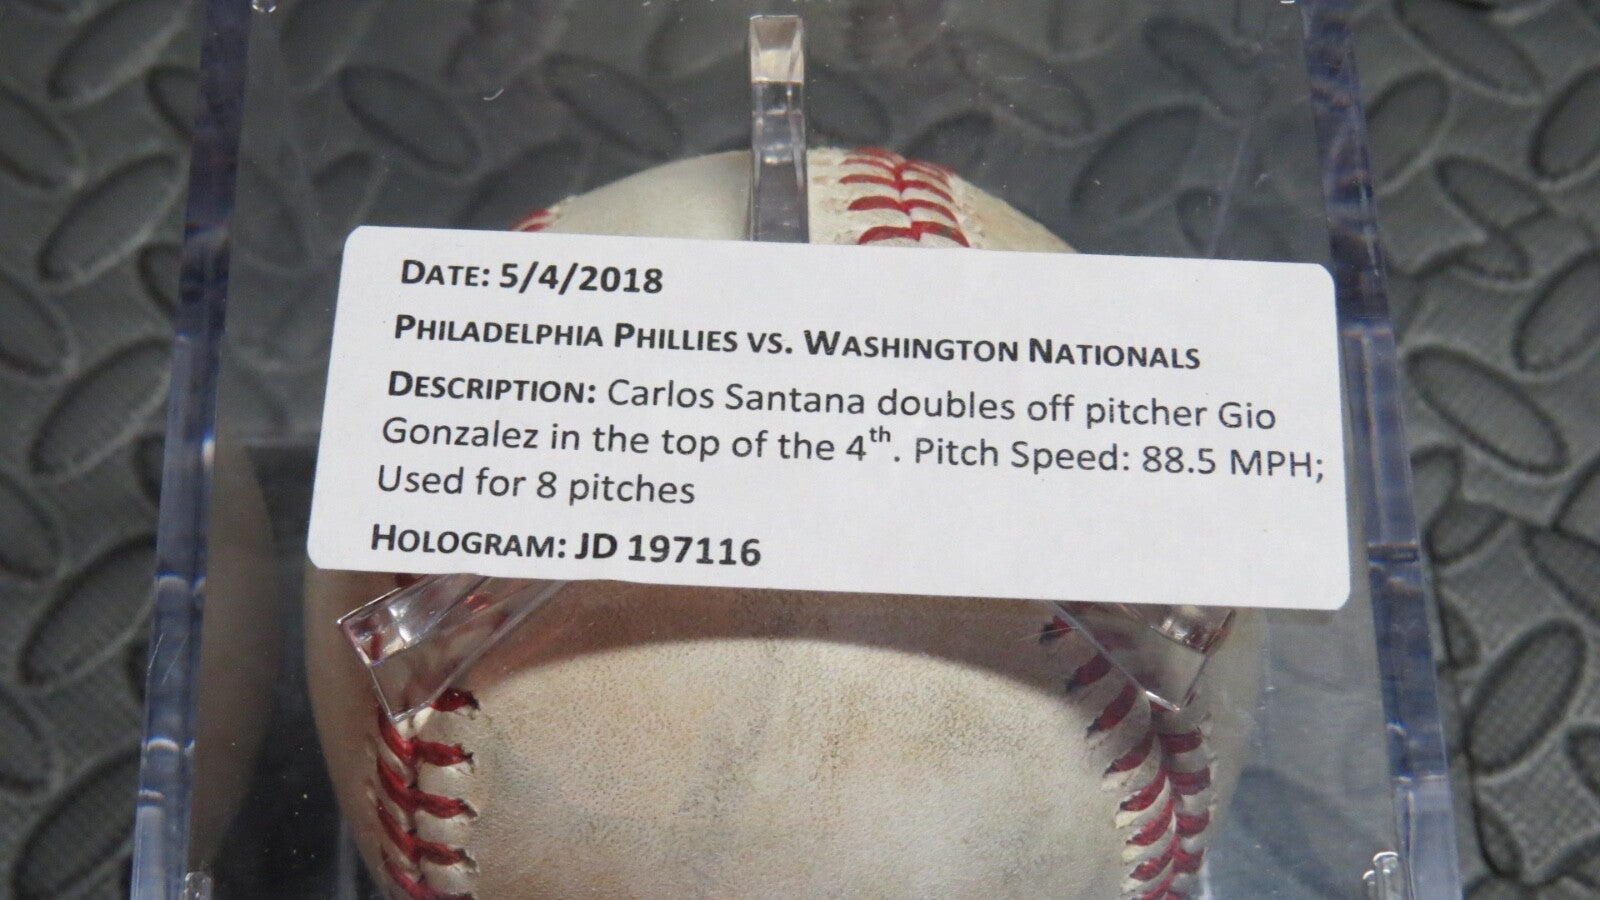 DATE: 5/4/2018
PHILADELPHIA PHILLIES VS. WASHINGTON NATIONALS
DESCRIPTION: Carlos Santana doubles off pitcher Gio
Gonzalez in the top of the 4th. Pitch Speed: 88.5 MPH;
Used for 8 pitches
HOLOGRAM: JD 197116